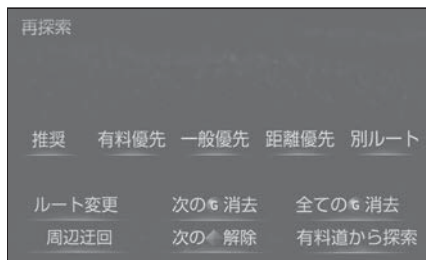 再探索
推奨 有料優先 一般優先 距離優先 別ルート
ルート変更 次の G 消去 全ての G 消去
周辺迂回 次の 解除 有料道から探索